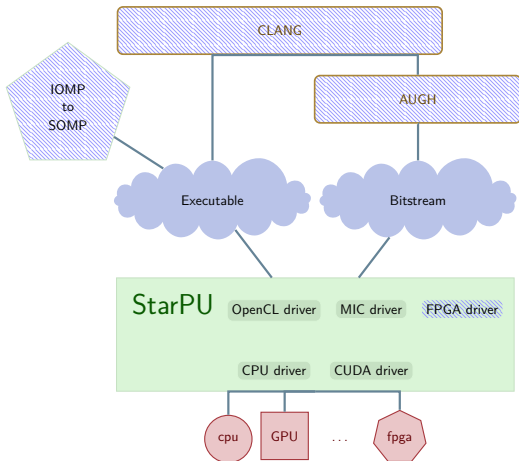 CLANG
IOMP
to
SOMP
AUGH
Executable
Bitstream
StarPU
OpenCL driver
MIC driver
FPGA driver
CPU driver
CUDA driver
cpu
GPU
...
fpga